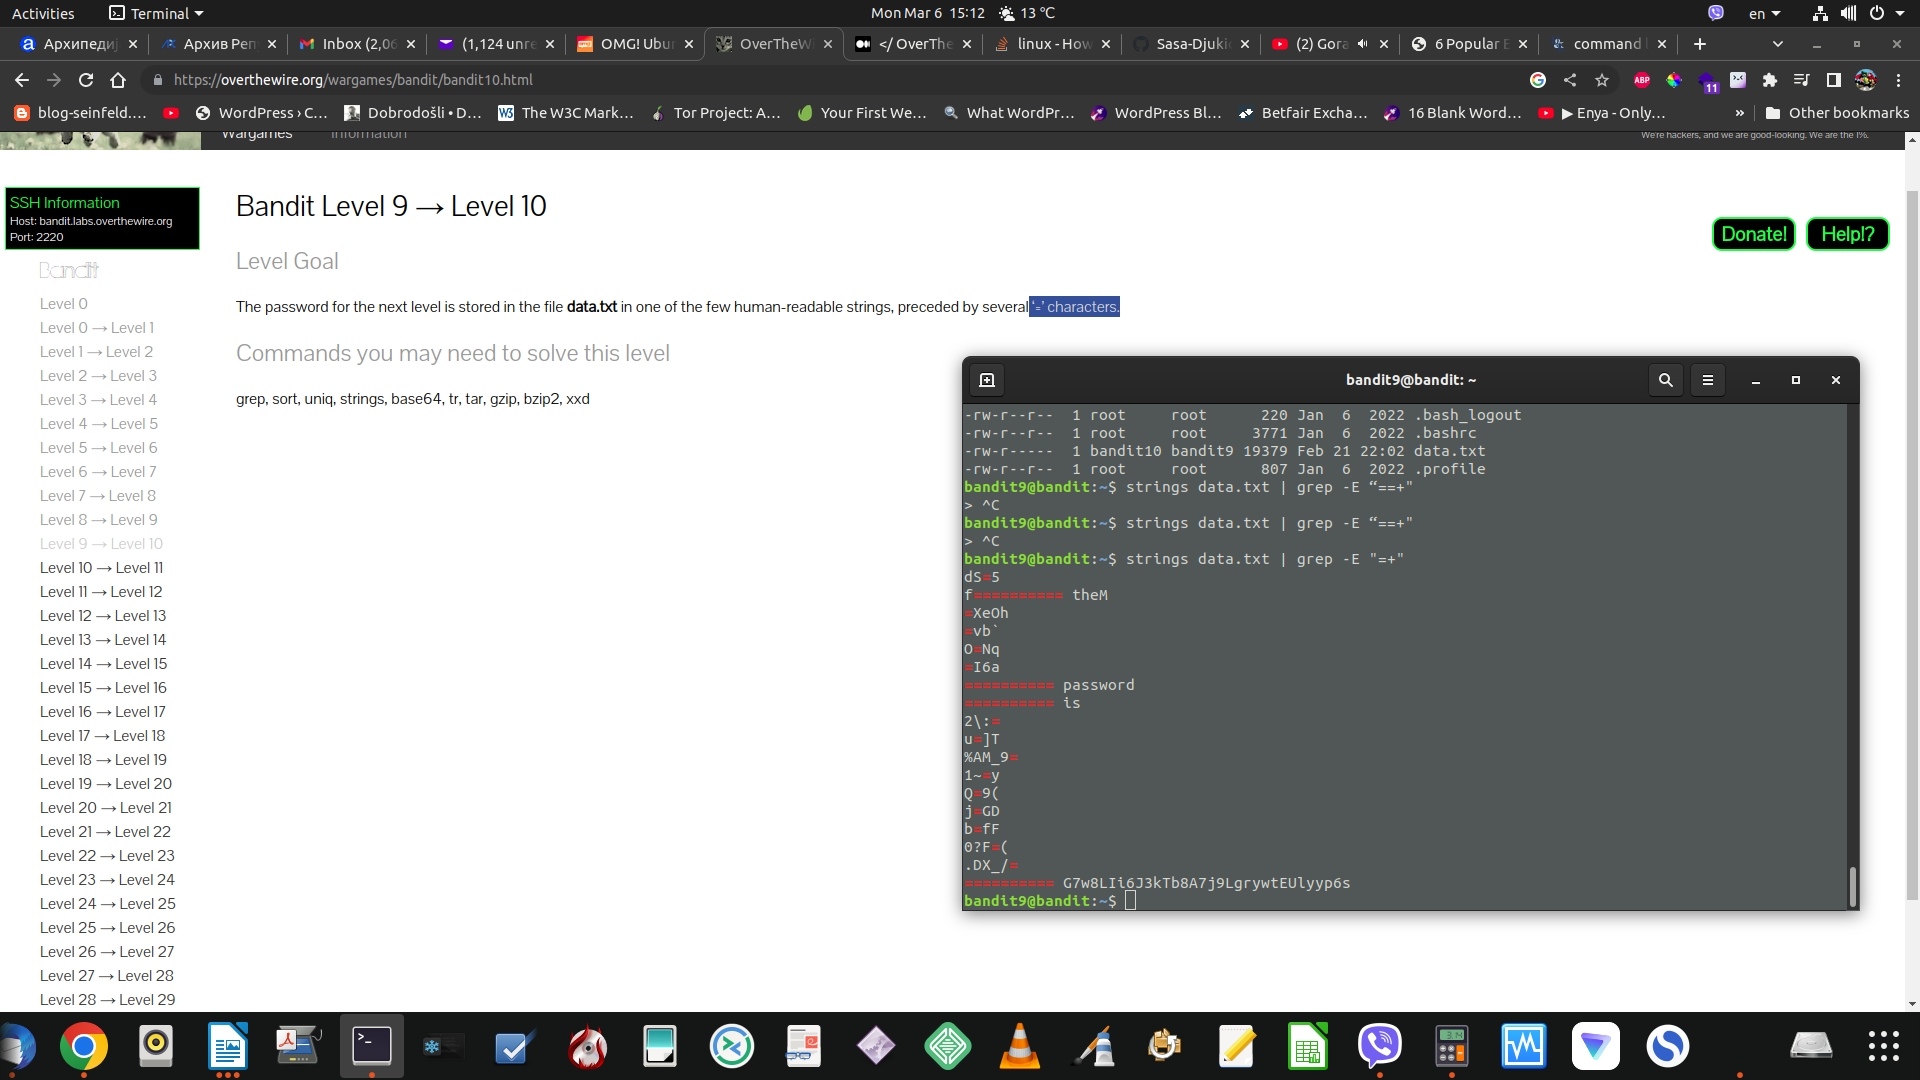 Activities
Terminal
Mon Mar 6 15:12
13 °C
en
Архипедиј
Архив Реп
Inbox (2,06
(1,124 unre
OMG! Ubun
OverTheWi
</ OverThe
linux - How
Sasa-Djukic
(2) Gora
6 Popular E
command l
https://overthewire.org/wargames/bandit/bandit10.html
ABP
11
blog-seinfeld....
WordPress › C...
Dobrodošli • D...
The W3C Mark...
Tor Project: A...
Your First We...
What WordPr...
WordPress Bl...
Betfair Excha...
16 Blank Word...
▶ Enya - Only...
»
Other bookmarks
Wargames
Information
We're hackers, and we are good-looking. We are the 1%.
SSH Information
Host: bandit.labs.overthewire.org
Port: 2220
Bandit
Level 0
Level 0 → Level 1
Level 1 → Level 2
Level 2 → Level 3
Level 3 → Level 4
Level 4 → Level 5
Level 5 → Level 6
Level 6 → Level 7
Level 7 → Level 8
Level 8 → Level 9
Level 9 → Level 10
Level 10 → Level 11
Level 11 → Level 12
Level 12 → Level 13
Level 13 → Level 14
Level 14 → Level 15
Level 15 → Level 16
Level 16 → Level 17
Level 17 → Level 18
Level 18 → Level 19
Level 19 → Level 20
Level 20 → Level 21
Level 21 → Level 22
Level 22 → Level 23
Level 23 → Level 24
Level 24 → Level 25
Level 25 → Level 26
Level 26 → Level 27
Level 27 → Level 28
Level 28 → Level 29
Bandit Level 9 → Level 10
Donate!
Help!?
Level Goal
The password for the next level is stored in the file data.txt in one of the few human-readable strings, preceded by several ‘=’ characters.
Commands you may need to solve this level
grep, sort, uniq, strings, base64, tr, tar, gzip, bzip2, xxd
bandit9@bandit: ~
-rw-r--r--  1 root     root      220 Jan  6  2022 .bash_logout
-rw-r--r--  1 root     root     3771 Jan  6  2022 .bashrc
-rw-r-----  1 bandit10 bandit9 19379 Feb 21 22:02 data.txt
-rw-r--r--  1 root     root      807 Jan  6  2022 .profile
bandit9@bandit:~$ strings data.txt | grep -E “==+"
> ^C
bandit9@bandit:~$ strings data.txt | grep -E “==+"
> ^C
bandit9@bandit:~$ strings data.txt | grep -E "=+"
dS=5
f========== theM
=XeOh
=vb`
O=Nq
=I6a
========== password
========== is
2\:=
u=]T
%AM_9=
1~=y
Q=9(
j=GD
b=fF
0?F=(
.DX_/=
========== G7w8LIi6J3kTb8A7j9LgrywtEUlyyp6s
bandit9@bandit:~$